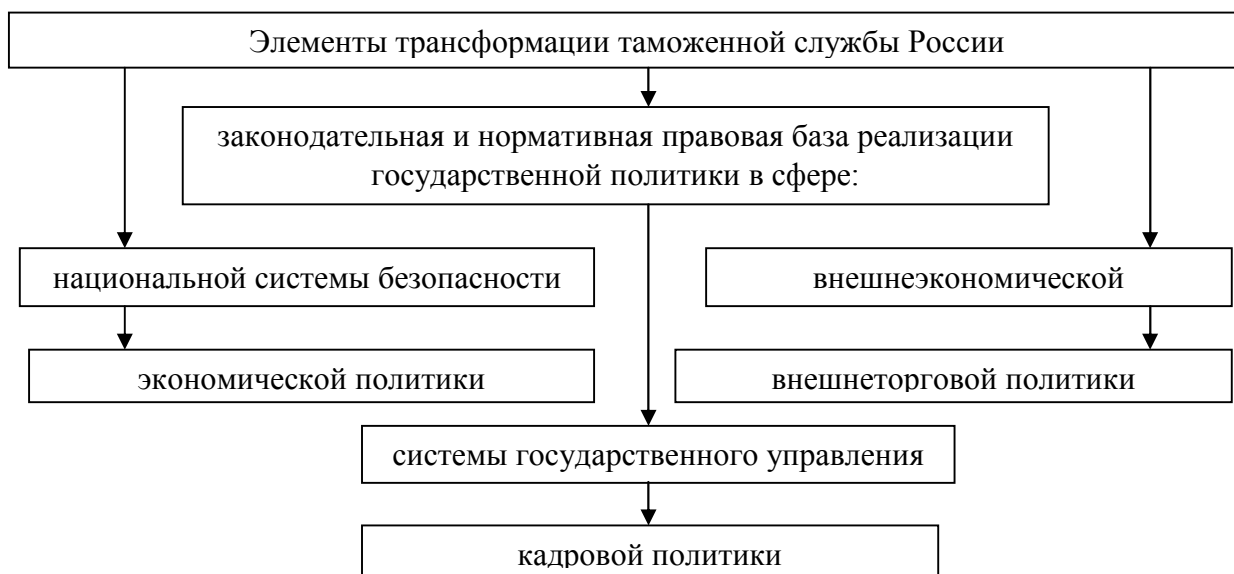 Элементы трансформации таможенной службы России
законодательная и нормативная правовая база реализации
государственной политики в сфере:
национальной системы безопасности
внешнеэкономической
экономической политики
внешнеторговой политики
системы государственного управления
кадровой политики